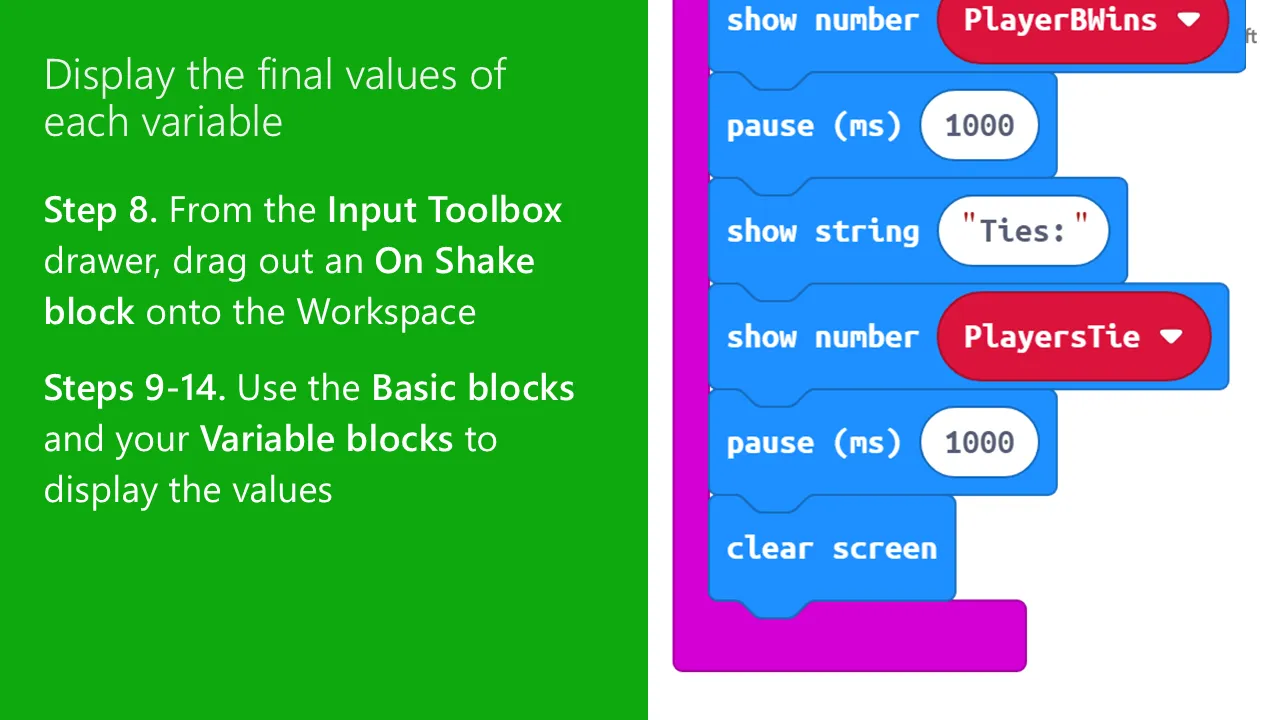 Display the final values of
each variable
Step 8. From the Input Toolbox
drawer, drag out an On Shake
block onto the Workspace
Steps 9-14. Use the Basic blocks
and your Variable blocks to
display the values
show number PlayerBWins
ft
pause (ms) 1000
show string "Ties:"
show number PlayersTie
pause (ms) 1000
clear screen